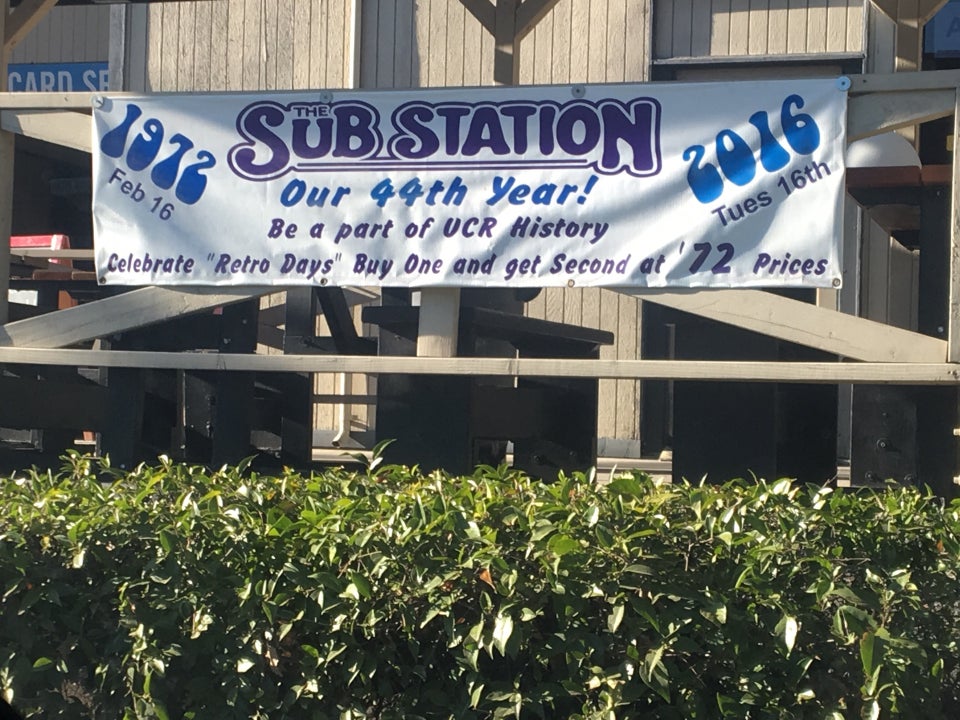 CARD SE
THE
SUB STATION
1972
Feb 16
2016
Tues 16th
Our 44th Year!
Be a part of UCR History
Celebrate "Retro Days" Buy One and get Second at '72 Prices